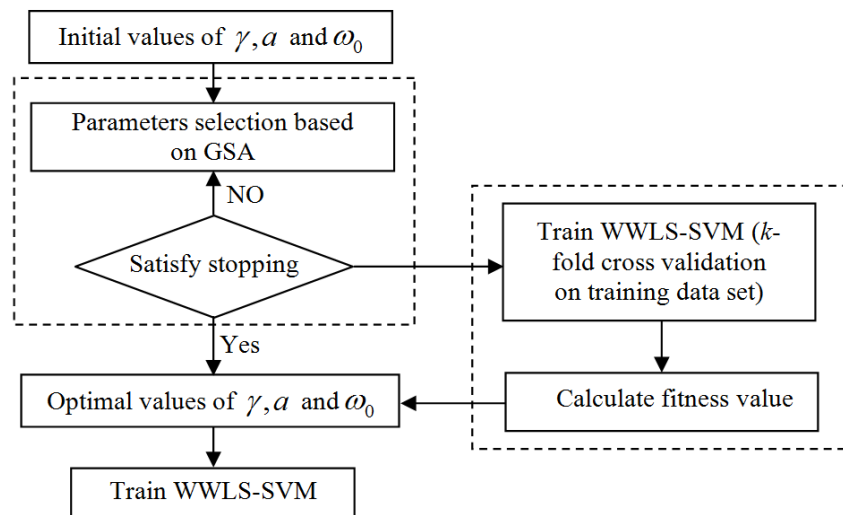 Initial values of γ, a and ω₀
Parameters selection based
on GSA
NO
Satisfy stopping
Yes
Optimal values of γ, a and ω₀
Train WWLS-SVM
Train WWLS-SVM (k-
fold cross validation
on training data set)
Calculate fitness value